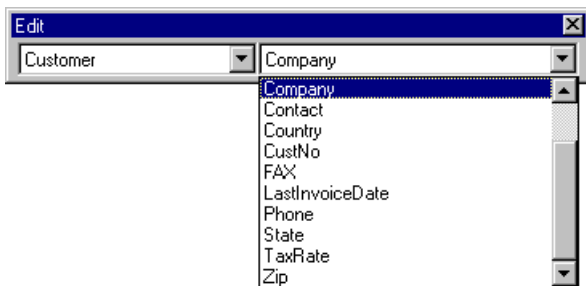 Edit
Customer Company
Company
Contact
Country
CustNo
FAX
LastInvoiceDate
Phone
State
TaxRate
Zip